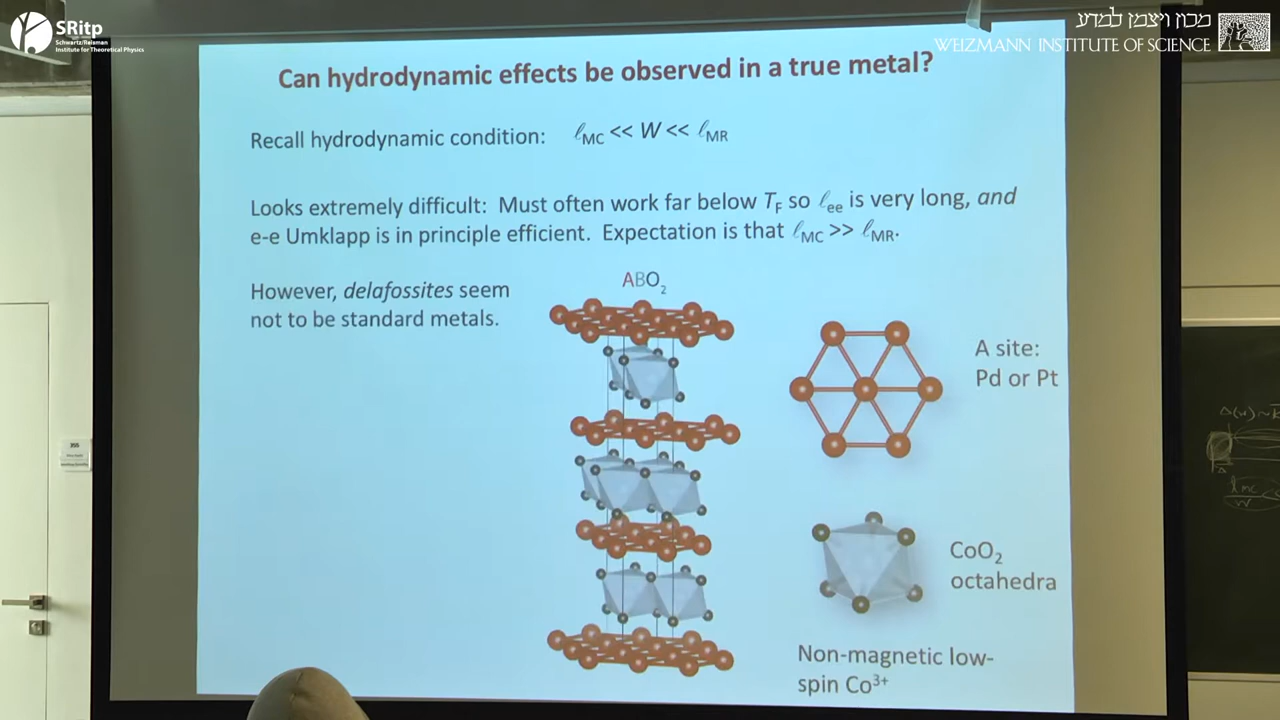 SRitp
Schwartz/Reisman
Institute for Theoretical Physics
מכון ויצמן למדע
WEIZMANN INSTITUTE OF SCIENCE
Can hydrodynamic effects be observed in a true metal?
Recall hydrodynamic condition: ℓMC << W << ℓMR
Looks extremely difficult: Must often work far below TF so ℓee is very long, and
e-e Umklapp is in principle efficient. Expectation is that ℓMC >> ℓMR.
However, delafossites seem
not to be standard metals.
ABO2
A site:
Pd or Pt
CoO2
octahedra
Non-magnetic low-
spin Co3+